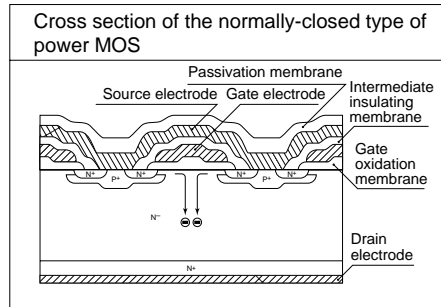 Cross section of the normally-closed type of
power MOS
Passivation membrane
Source electrode
Gate electrode
Intermediate
insulating
membrane
Gate
oxidation
membrane
N+
P+
N+
N+
P+
N+
N−
Drain
electrode
N+